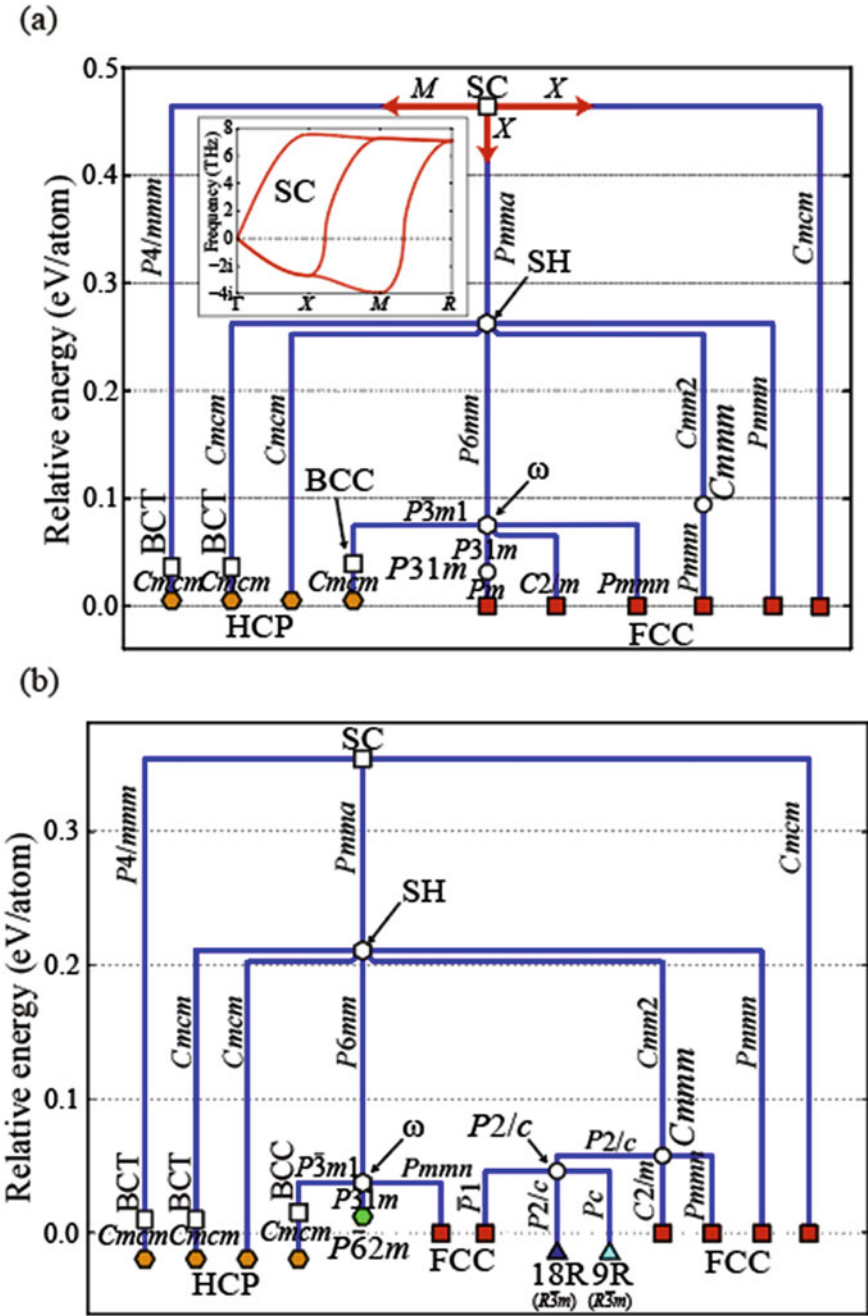 (a)
Relative energy (eV/atom)
0.5
0.4
0.3
0.2
0.1
0.0
M
SC
X
X
Frequency (THz)
8
6
4
2
0
−2i
−4i
SC
Γ
X
M
R
P4/mmm
Pmma
Cmcm
SH
Cmcm
Cmcm
P6mm
Cmm2
Pmmn
BCT
BCT
BCC
ω
Cmmm
P3̄m1
P31m
P31m
Pm
C2/m
Pmmn
Pmmn
Cmcm
Cmcm
Cmcm
HCP
FCC
(b)
Relative energy (eV/atom)
0.3
0.2
0.1
0.0
SC
P4/mmm
Pmma
Cmcm
SH
Cmcm
Cmcm
P6mm
Cmm2
Pmmn
BCT
BCT
BCC
P3̄m1
ω
Pmmn
P2/c
P2/c
Cmmm
P31m
P̄1
P2/c
Pc
C2/m
Pmmn
Cmcm
Cmcm
Cmcm
P6̄2m
HCP
FCC
18R
(R3̄m)
9R
(R3̄m)
FCC